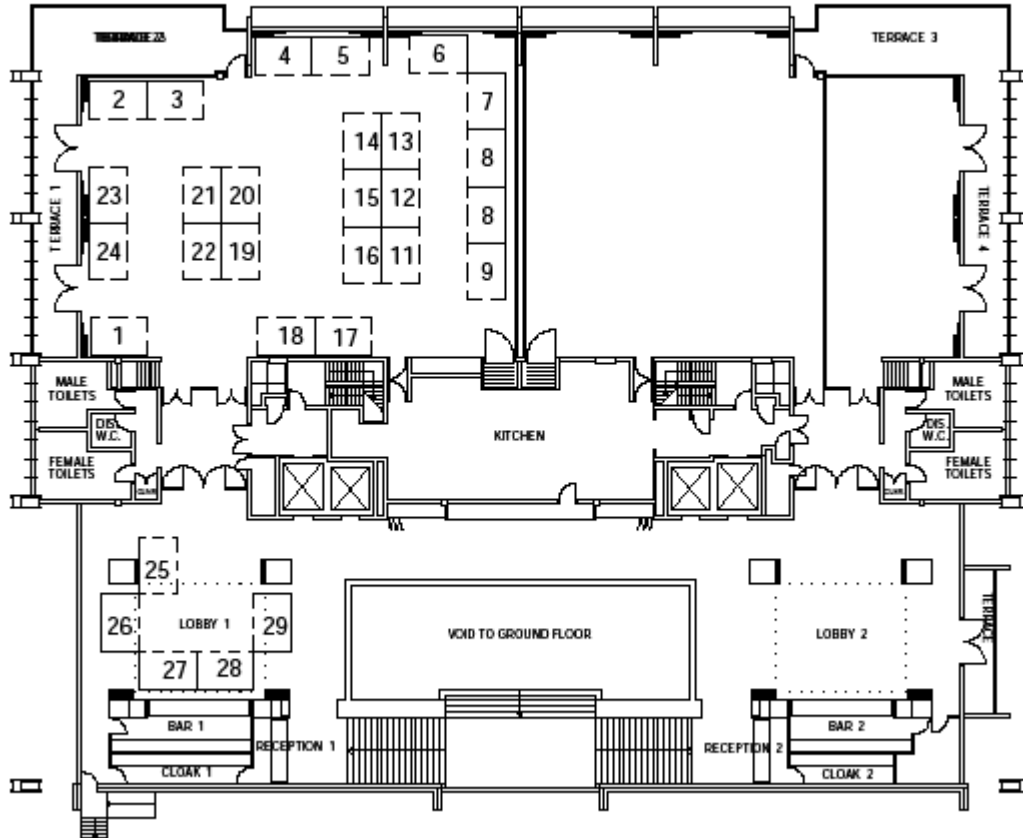 TERRACE 3
4
5
6
2
3
7
14
13
8
23
21
20
15
12
8
TERRACE 1
TERRACE 4
24
22
19
16
11
9
1
18
17
MALE
TOILETS
DIS.
W.C.
FEMALE
TOILETS
KITCHEN
MALE
TOILETS
DIS.
W.C.
FEMALE
TOILETS
25
26
LOBBY 1
29
27
28
VOID TO GROUND FLOOR
LOBBY 2
TERRACE
BAR 1
RECEPTION 1
CLOAK 1
BAR 2
RECEPTION 2
CLOAK 2